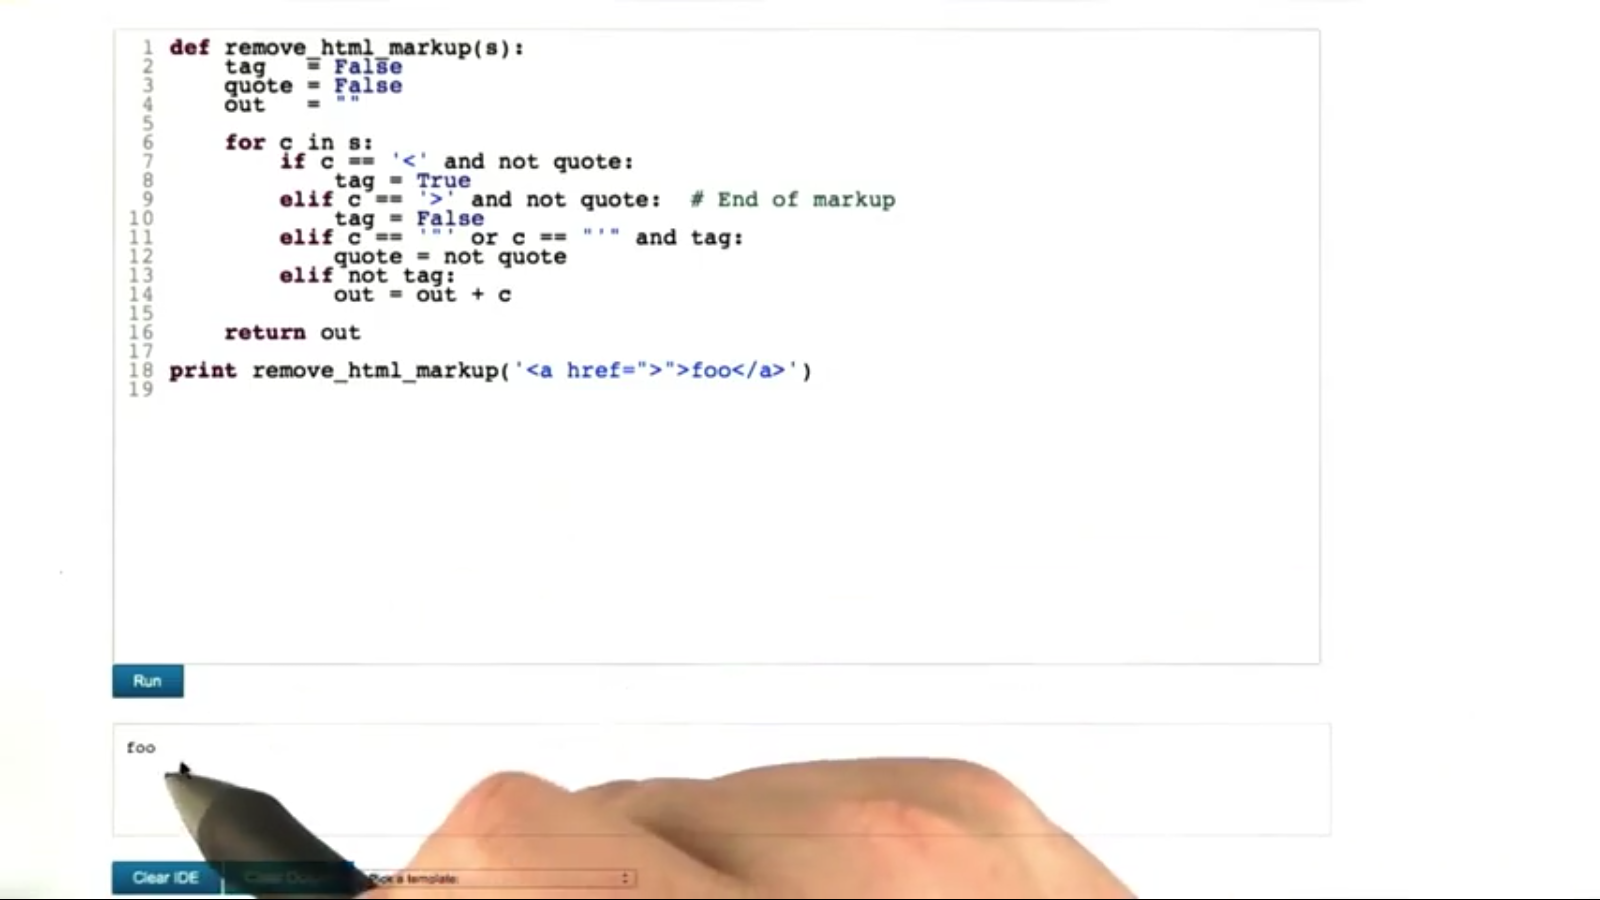 1 def remove_html_markup(s):
2     tag   = False
3     quote = False
4     out   = ""
5
6     for c in s:
7         if c == '<' and not quote:
8             tag = True
9         elif c == '>' and not quote:  # End of markup
10             tag = False
11         elif c == '"' or c == "'" and tag:
12             quote = not quote
13         elif not tag:
14             out = out + c
15
16     return out
17
18 print remove_html_markup('<a href=">">foo</a>')
19
Run
foo
Clear IDE Pick a template: